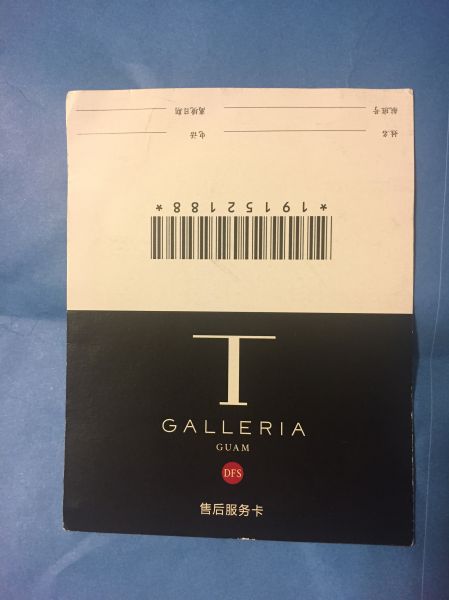 T
GALLERIA
GUAM
DFS
售后服务卡
*19152188*
姓名 电话
航班号 离境日期